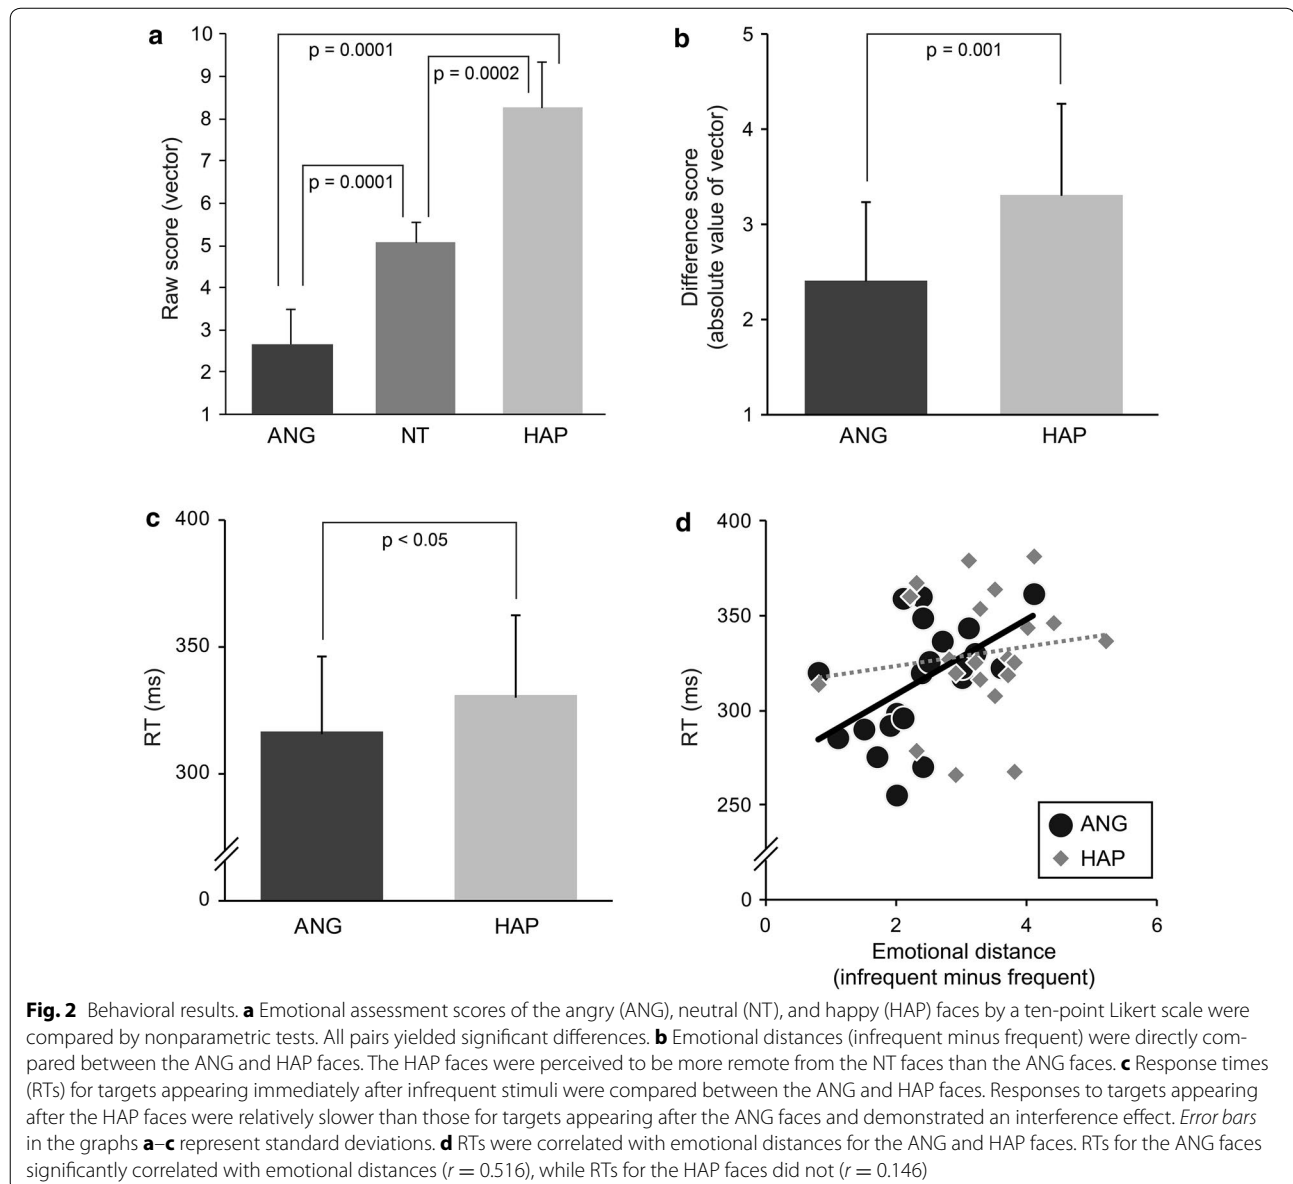 a
10
9
8
7
6
5
4
3
2
1
Raw score (vector)
p = 0.0001
p = 0.0002
p = 0.0001
ANG NT HAP
b
5
4
3
2
1
Difference score
(absolute value of vector)
p = 0.001
ANG HAP
c
400
350
300
0
RT (ms)
p < 0.05
ANG HAP
d
400
350
300
250
0
RT (ms)
ANG
HAP
0 2 4 6
Emotional distance
(infrequent minus frequent)
Fig. 2 Behavioral results. a Emotional assessment scores of the angry (ANG), neutral (NT), and happy (HAP) faces by a ten-point Likert scale were
compared by nonparametric tests. All pairs yielded significant differences. b Emotional distances (infrequent minus frequent) were directly com-
pared between the ANG and HAP faces. The HAP faces were perceived to be more remote from the NT faces than the ANG faces. c Response times
(RTs) for targets appearing immediately after infrequent stimuli were compared between the ANG and HAP faces. Responses to targets appearing
after the HAP faces were relatively slower than those for targets appearing after the ANG faces and demonstrated an interference effect. Error bars
in the graphs a–c represent standard deviations. d RTs were correlated with emotional distances for the ANG and HAP faces. RTs for the ANG faces
significantly correlated with emotional distances (r = 0.516), while RTs for the HAP faces did not (r = 0.146)